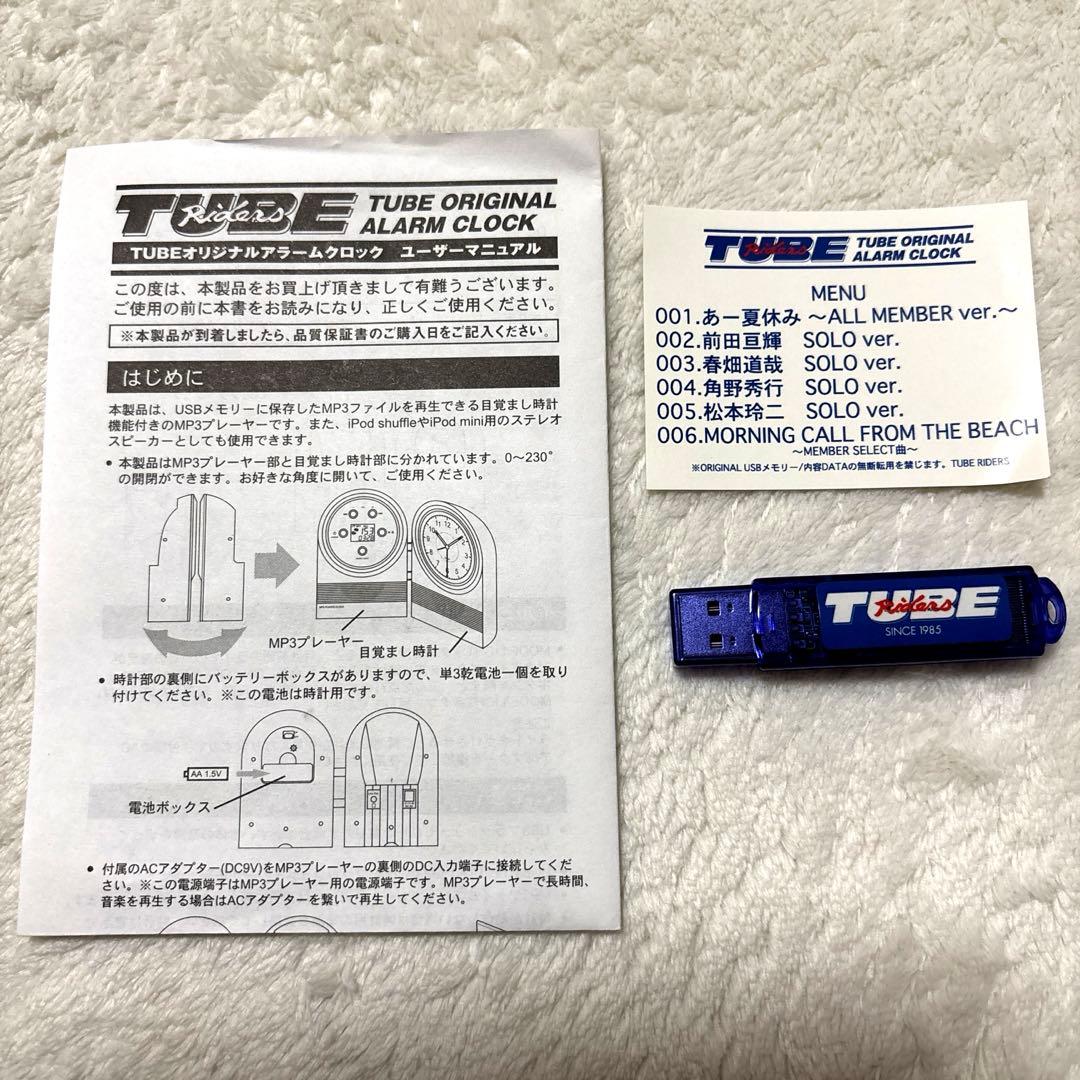 TUBE Riders TUBE ORIGINAL
ALARM CLOCK
TUBEオリジナルアラームクロック ユーザーマニュアル
この度は、本製品をお買上げ頂きまして有難うございます。
ご使用の前に本書をお読みになり、正しくご使用ください。
※本製品が到着しましたら、品質保証書のご購入日をご記入ください。
はじめに
本製品は、USBメモリーに保存したMP3ファイルを再生できる目覚まし時計
機能付きのMP3プレーヤーです。また、iPod shuffleやiPod mini用のステレオ
スピーカーとしても使用できます。
● 本製品はMP3プレーヤー部と目覚まし時計部に分かれています。0〜230°
の開閉ができます。お好きな角度に開いて、ご使用ください。
MP3プレーヤー
目覚まし時計
● 時計部の裏側にバッテリーボックスがありますので、単3乾電池一個を取り
付けてください。※この電池は時計用です。
AA 1.5V
電池ボックス
● 付属のACアダプター(DC9V)をMP3プレーヤーの裏側のDC入力端子に接続してくだ
さい。※この電源端子はMP3プレーヤー用の電源端子です。MP3プレーヤーで長時間、
音楽を再生する場合はACアダプターを繋いで再生してください。
TUBE Riders TUBE ORIGINAL
ALARM CLOCK
MENU
001.あー夏休み 〜ALL MEMBER ver.〜
002.前田亘輝 SOLO ver.
003.春畑道哉 SOLO ver.
004.角野秀行 SOLO ver.
005.松本玲二 SOLO ver.
006.MORNING CALL FROM THE BEACH
〜MEMBER SELECT曲〜
※ORIGINAL USBメモリー/内容DATAの無断転用を禁じます。TUBE RIDERS
TUBE Riders
SINCE 1985